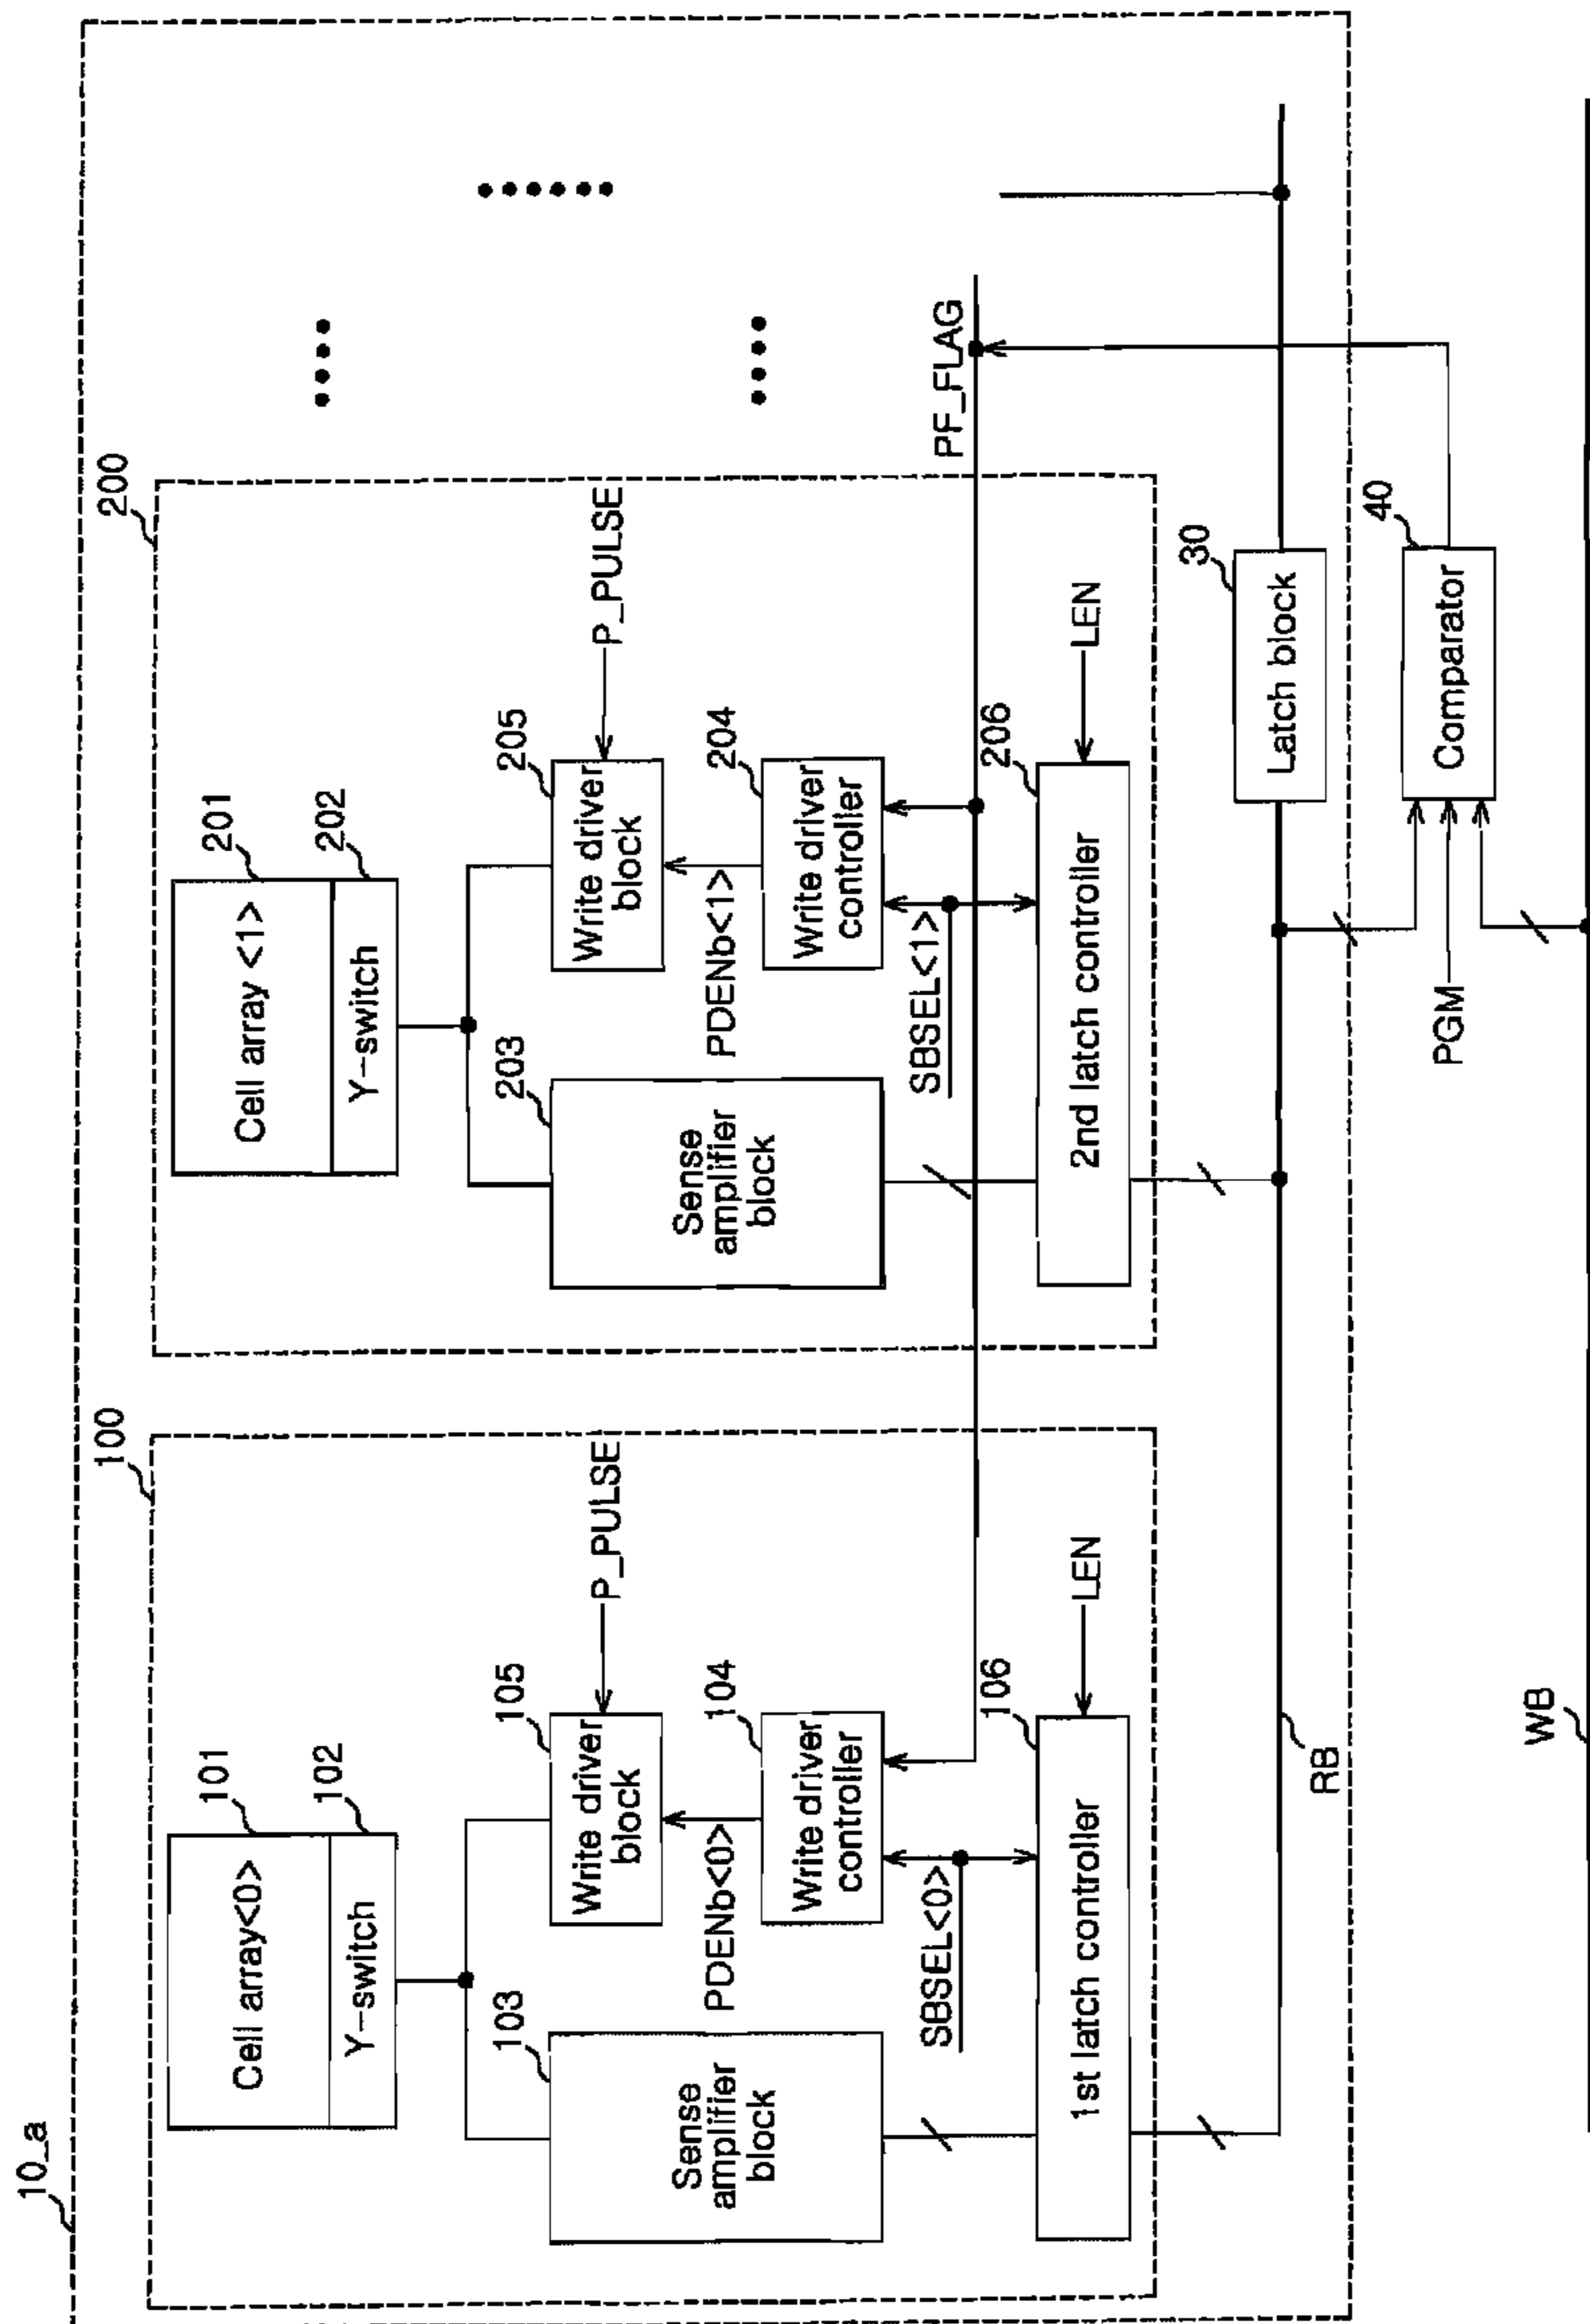 10_a
100
200
101
Cell array<0>
102
Y-switch
103
Sense
amplifier
block
105
Write driver
block
P_PULSE
PDENb<0>
104
Write driver
controller
SBSEL<0>
106
1st latch controller
LEN
201
Cell array <1>
202
Y-switch
203
Sense
amplifier
block
205
Write driver
block
P_PULSE
PDENb<1>
204
Write driver
controller
SBSEL<1>
206
2nd latch controller
LEN
PF_FLAG
RB
30
Latch block
40
Comparator
PGM
WB